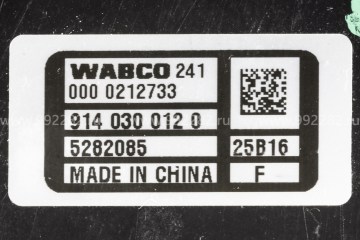 WABCO 241
000 0212733
914 030 012 0
5282085 25B16
MADE IN CHINA F